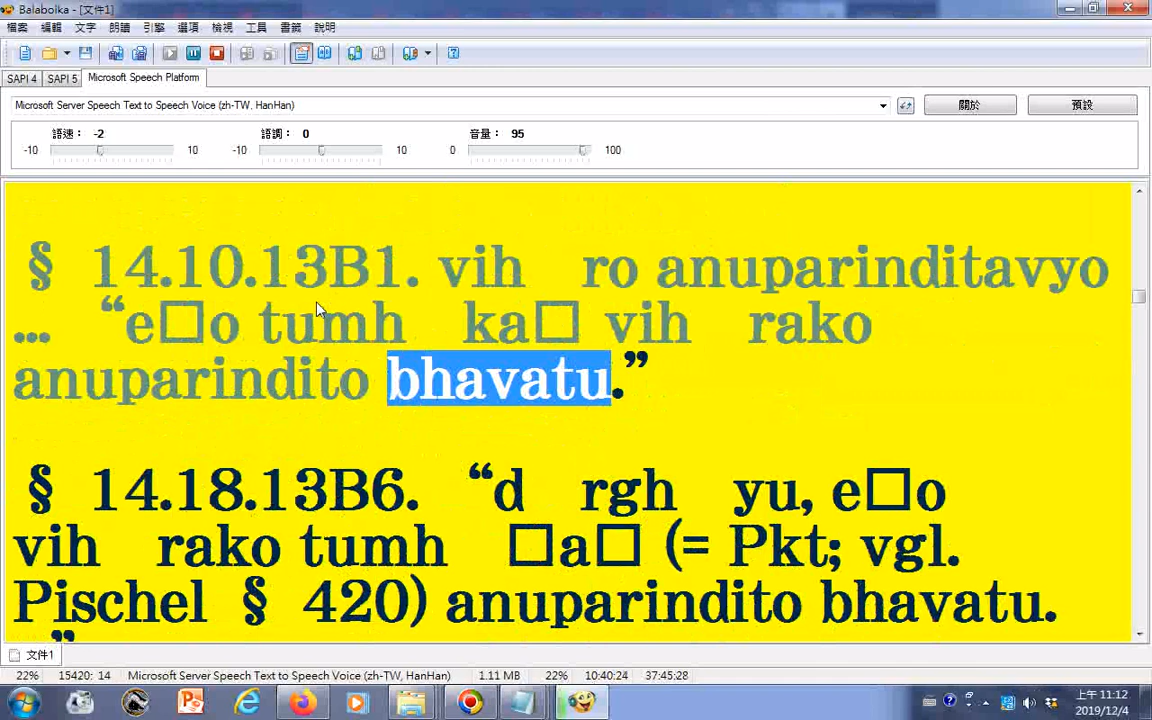 Balabolka - [文件1]
檔案 編輯 文字 朗讀 引擎 選項 檢視 工具 書籤 說明
SAPI 4 SAPI 5 Microsoft Speech Platform
Microsoft Server Speech Text to Speech Voice (zh-TW, HanHan) 關於 預設
語速： -2 語調： 0 音量： 95
-10 10 -10 10 0 100
§ 14.10.13B1. vih ro anuparinditavyo
... “e□o tumh ka□ vih rako
anuparindito bhavatu.”
§ 14.18.13B6. “d rgh yu, e□o
vih rako tumh □a□ (= Pkt; vgl.
Pischel § 420) anuparindito bhavatu.
”
文件1
22% 15420: 14 Microsoft Server Speech Text to Speech Voice (zh-TW, HanHan) 1.11 MB 22% 10:40:24 37:45:28
上午 11:12
2019/12/4